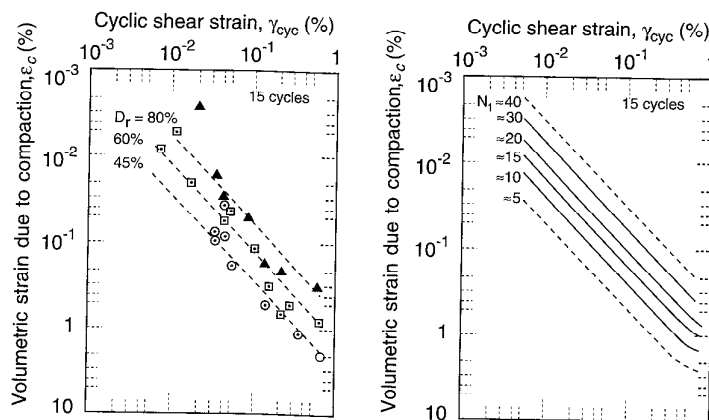 Cyclic shear strain, γcyc (%)
10-3 10-2 10-1 1
Volumetric strain due to compaction,εc(%)
10-3
10-2
10-1
1
10
15 cycles
Dr = 80%
60%
45%
Cyclic shear strain, γcyc (%)
10-3 10-2 10-1 1
Volumetric strain due to compaction,εc(%)
10-3
10-2
10-1
1
10
15 cycles
N1≈40
≈30
≈20
≈15
≈10
≈5